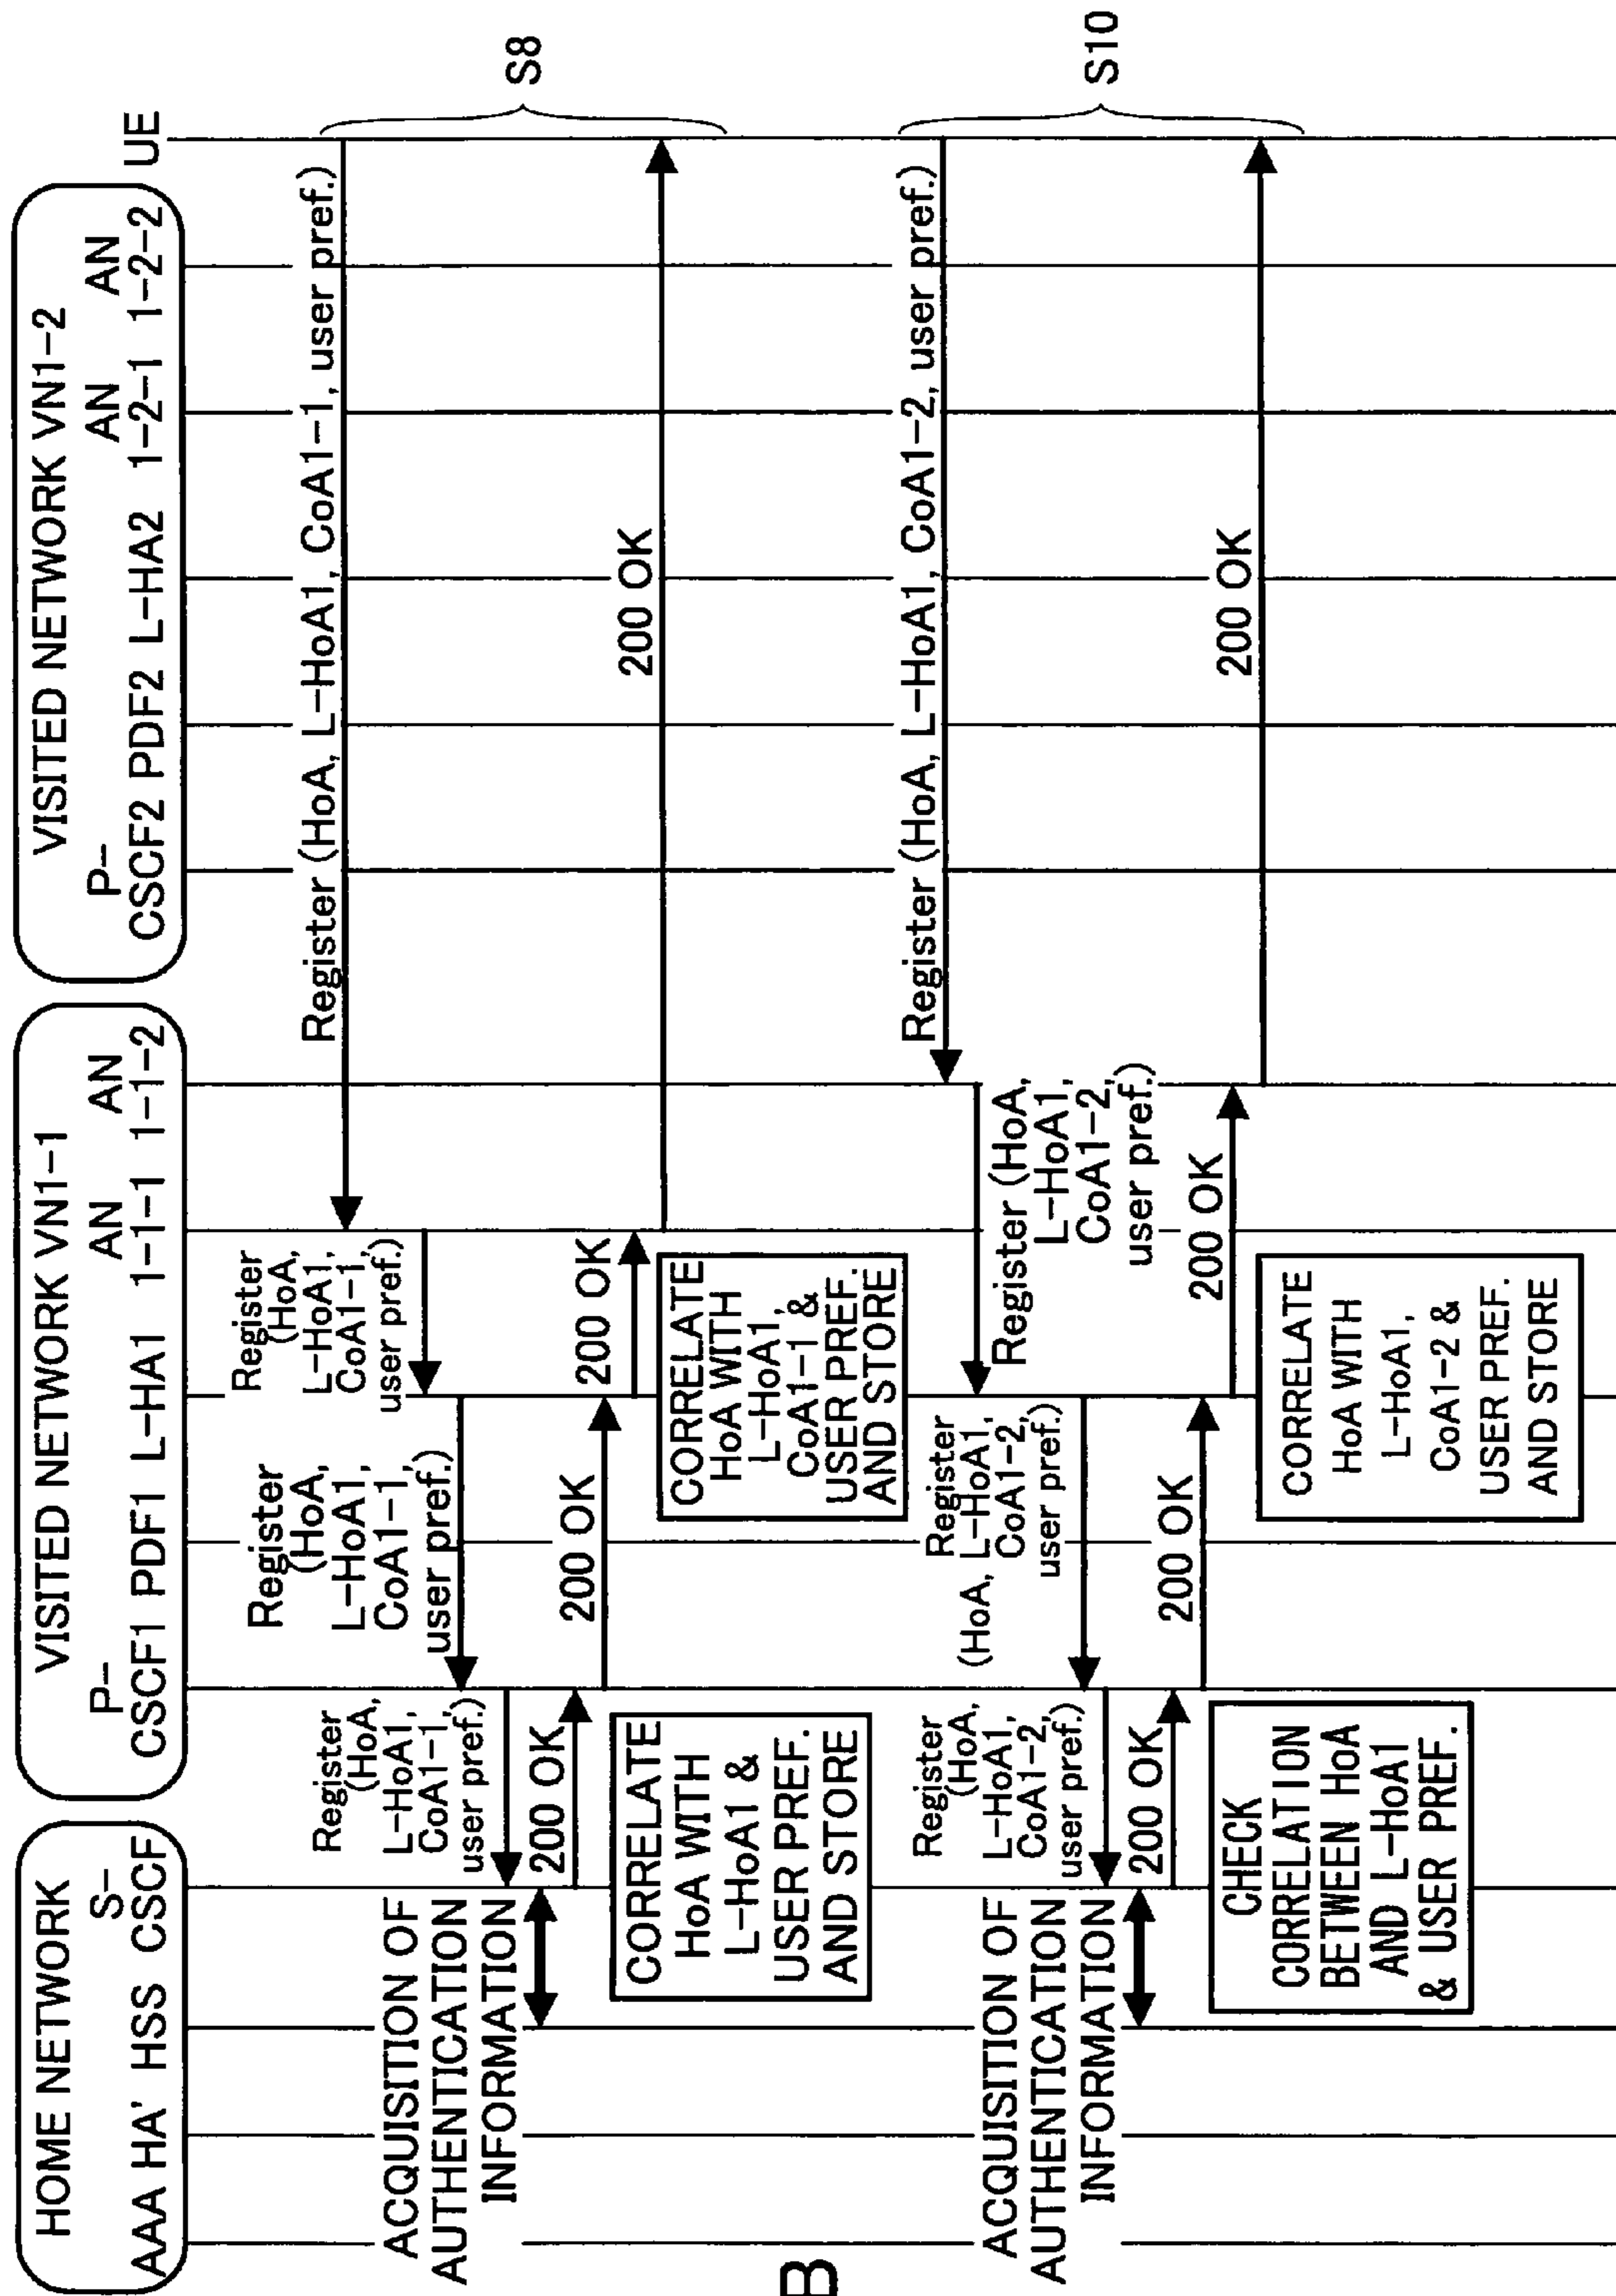 HOME NETWORK
S-
AAA HA' HSS CSCF
VISITED NETWORK VN1-1
P-
AN
AN
CSCF1 PDF1 L-HA1 1-1-1 1-1-2
VISITED NETWORK VN1-2
P-
AN
AN
CSCF2 PDF2 L-HA2 1-2-1 1-2-2
UE
Register (HoA, L-HoA1, CoA1-1, user pref.)
Register
(HoA,
L-HoA1,
CoA1-1,
user pref.)
Register
(HoA,
L-HoA1,
CoA1-1,
user pref.)
Register
(HoA,
L-HoA1,
CoA1-1,
user pref.)
ACQUISITION OF
AUTHENTICATION
INFORMATION
200 OK
200 OK
200 OK
200 OK
CORRELATE
HoA WITH
L-HoA1 &
USER PREF.
AND STORE
CORRELATE
HoA WITH
L-HoA1,
CoA1-1 &
USER PREF.
AND STORE
S8
Register (HoA, L-HoA1, CoA1-2, user pref.)
Register (HoA,
L-HoA1,
CoA1-2,
user pref.)
Register
(HoA, L-HoA1,
CoA1-2,
user pref.)
Register
(HoA,
L-HoA1,
CoA1-2,
user pref.)
ACQUISITION OF
AUTHENTICATION
INFORMATION
200 OK
200 OK
200 OK
200 OK
CHECK
CORRELATION
BETWEEN HoA
AND L-HoA1
& USER PREF.
CORRELATE
HoA WITH
L-HoA1,
CoA1-2 &
USER PREF.
AND STORE
S10
B